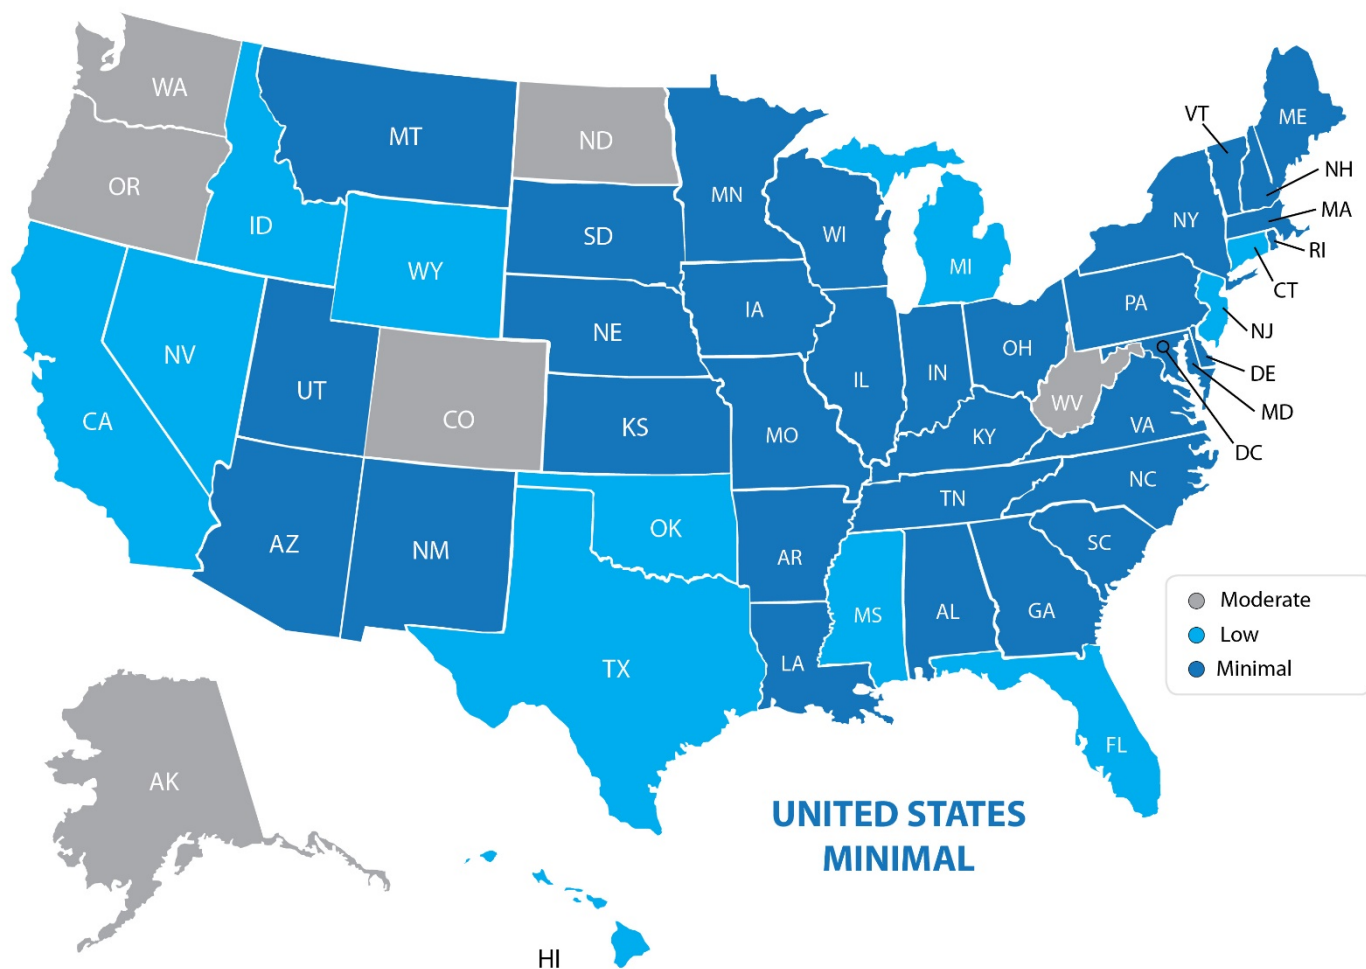 WA
MT
ND
OR
ID
WY
SD
MN
WI
MI
NY
VT
ME
NH
MA
RI
CT
NJ
DE
MD
DC
NV
CA
UT
CO
NE
IA
KS
MO
IL
IN
OH
PA
WV
VA
KY
NC
TN
AZ
NM
OK
AR
SC
MS
AL
GA
TX
LA
FL
AK
HI
Moderate
Low
Minimal
UNITED STATES
MINIMAL